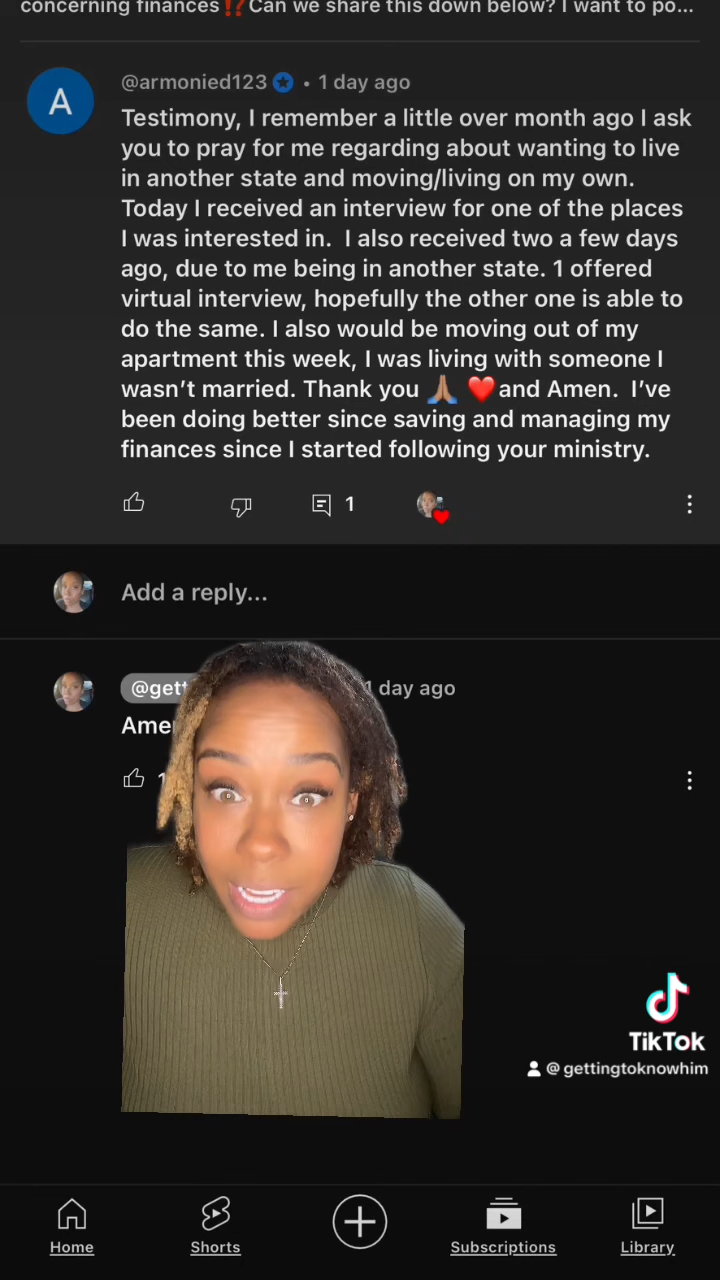 concerning finances⁉️Can we share this down below? I want to po...
A
@armonied123 • 1 day ago
Testimony, I remember a little over month ago I ask
you to pray for me regarding about wanting to live
in another state and moving/living on my own.
Today I received an interview for one of the places
I was interested in.  I also received two a few days
ago, due to me being in another state. 1 offered
virtual interview, hopefully the other one is able to
do the same. I also would be moving out of my
apartment this week, I was living with someone I
wasn't married. Thank you 🙏🏽 ❤️and Amen.  I've
been doing better since saving and managing my
finances since I started following your ministry.
1
Add a reply...
@gett
1 day ago
Ame
1
TikTok
@gettingtoknowhim
Home
Shorts
Subscriptions
Library